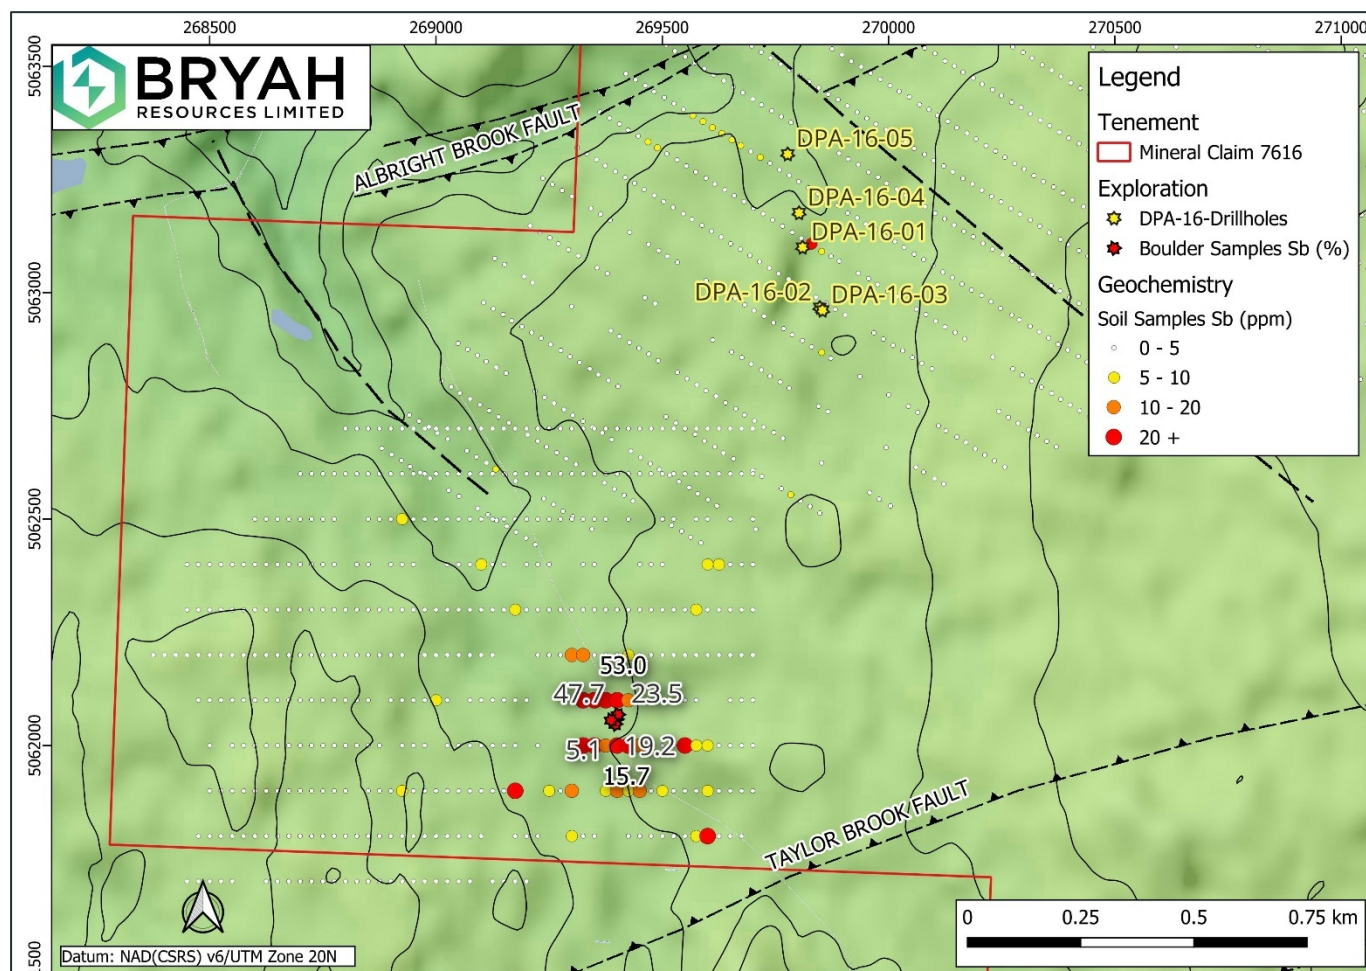 268500 269000 269500 270000 270500 271000
5063500
5063000
5062500
5062000
1500
BRYAH
RESOURCES LIMITED
ALBRIGHT BROOK FAULT
DPA-16-05
DPA-16-04
DPA-16-01
DPA-16-02 DPA-16-03
53.0
47.7 23.5
5.1 19.2
15.7
TAYLOR BROOK FAULT
Legend
Tenement
Mineral Claim 7616
Exploration
DPA-16-Drillholes
Boulder Samples Sb (%)
Geochemistry
Soil Samples Sb (ppm)
0 - 5
5 - 10
10 - 20
20 +
0 0.25 0.5 0.75 km
Datum: NAD(CSRS) v6/UTM Zone 20N